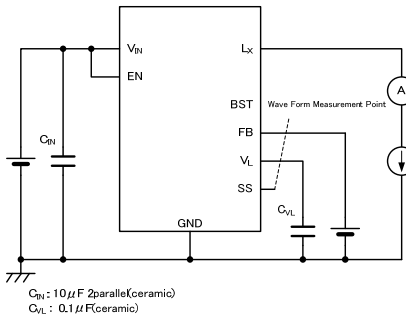 VIN
LX
EN
A
BST
Wave Form Measurement Point
FB
CIN
VL
SS
CVL
GND
CIN : 10μF 2parallel(ceramic)
CVL : 0.1μF(ceramic)